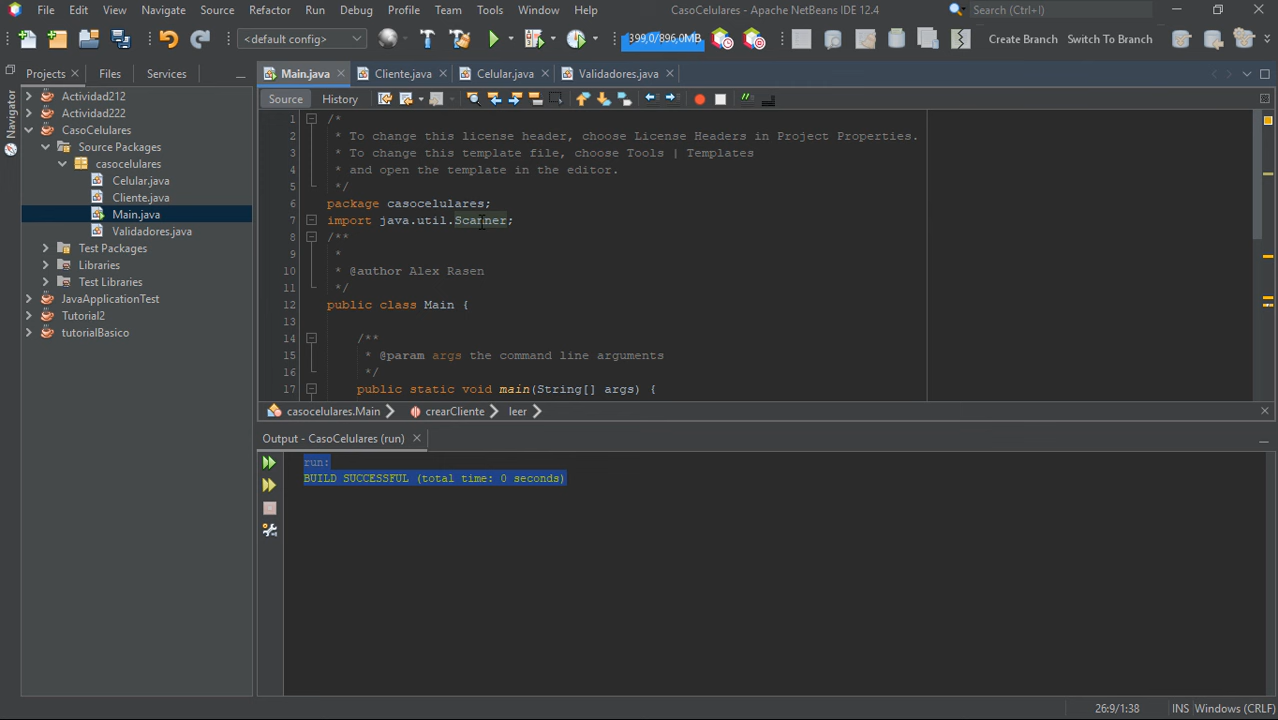 File Edit View Navigate Source Refactor Run Debug Profile Team Tools Window Help
CasoCelulares - Apache NetBeans IDE 12.4
Search (Ctrl+I)
<default config>
399,0/896,0MB
Create Branch Switch To Branch
Projects Files Services
Main.java Cliente.java Celular.java Validadores.java
Navigator
Source History
Actividad212
Actividad222
CasoCelulares
Source Packages
casocelulares
Celular.java
Cliente.java
Main.java
Validadores.java
Test Packages
Libraries
Test Libraries
JavaApplicationTest
Tutorial2
tutorialBasico
1 /*
2 * To change this license header, choose License Headers in Project Properties.
3 * To change this template file, choose Tools | Templates
4 * and open the template in the editor.
5 */
6 package casocelulares;
7 import java.util.Scanner;
8 /**
9 *
10 * @author Alex Rasen
11 */
12 public class Main {
13
14 /**
15 * @param args the command line arguments
16 */
17 public static void main(String[] args) {
casocelulares.Main crearCliente leer
Output - CasoCelulares (run)
run:
BUILD SUCCESSFUL (total time: 0 seconds)
26:9/1:38 INS Windows (CRLF)